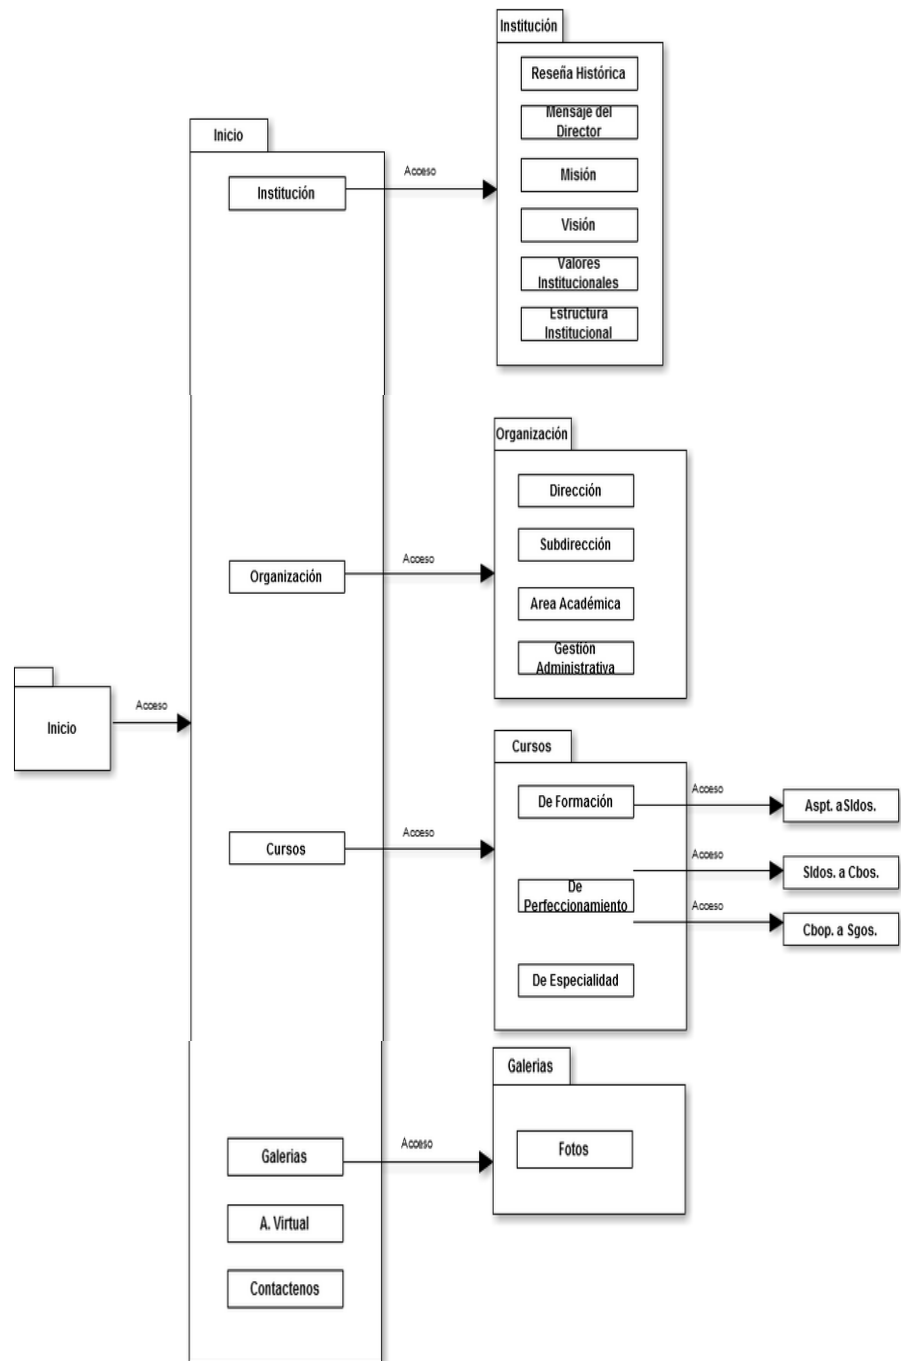 Inicio
Acceso
Inicio
Institución
Acceso
Institución
Reseña Histórica
Mensaje del
Director
Misión
Visión
Valores
Institucionales
Estructura
Institucional
Organización
Acceso
Organización
Dirección
Subdirección
Area Académica
Gestión
Administrativa
Cursos
Acceso
Cursos
De Formación
Acceso
Aspt. aSldos.
De
Perfeccionamiento
Acceso
Sldos. a Cbos.
Acceso
Cbop. a Sgos.
De Especialidad
Galerias
Acceso
Galerias
Fotos
A. Virtual
Contactenos